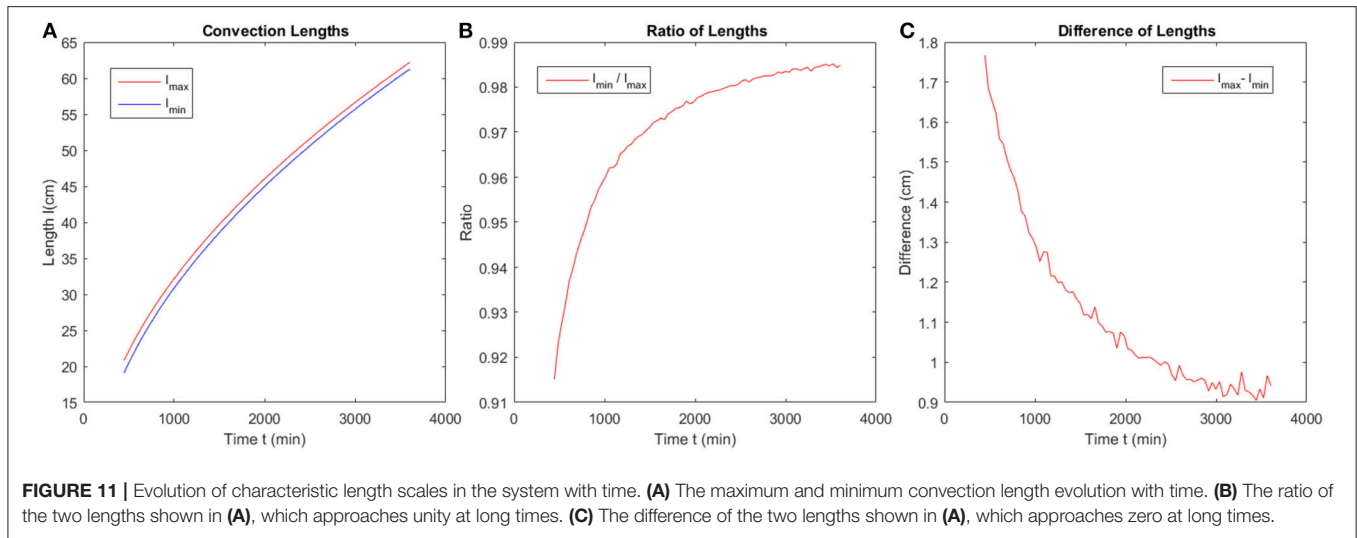 A
Convection Lengths
65
60
55
50
45
40
35
30
25
20
15
Length l(cm)
l_max
l_min
0
1000
2000
3000
4000
Time t (min)
B
Ratio of Lengths
0.99
0.98
0.97
0.96
0.95
0.94
0.93
0.92
0.91
Ratio
l_min / l_max
0
1000
2000
3000
4000
Time t (min)
C
Difference of Lengths
1.8
1.7
1.6
1.5
1.4
1.3
1.2
1.1
1
0.9
Difference (cm)
l_max- l_min
0
1000
2000
3000
4000
Time t (min)
FIGURE 11 | Evolution of characteristic length scales in the system with time. (A) The maximum and minimum convection length evolution with time. (B) The ratio of
the two lengths shown in (A), which approaches unity at long times. (C) The difference of the two lengths shown in (A), which approaches zero at long times.